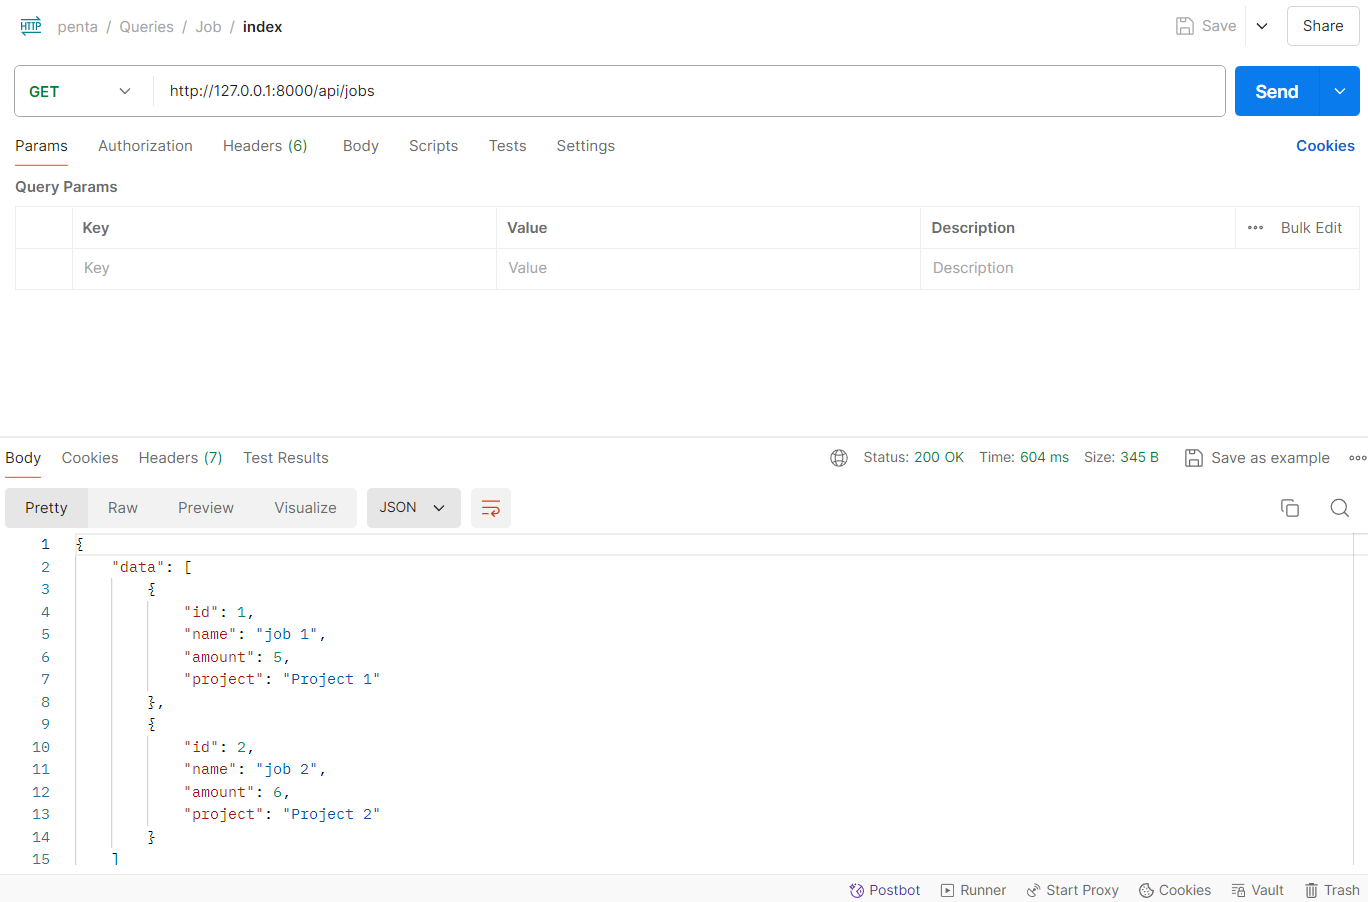 HTTP penta / Queries / Job / index Save Share
GET http://127.0.0.1:8000/api/jobs Send
Params Authorization Headers (6) Body Scripts Tests Settings Cookies
Query Params
Key Value Description Bulk Edit
Key Value Description
Body Cookies Headers (7) Test Results Status: 200 OK Time: 604 ms Size: 345 B Save as example
Pretty Raw Preview Visualize JSON
1 {
2 "data": [
3 {
4 "id": 1,
5 "name": "job 1",
6 "amount": 5,
7 "project": "Project 1"
8 },
9 {
10 "id": 2,
11 "name": "job 2",
12 "amount": 6,
13 "project": "Project 2"
14 }
15 ]
Postbot Runner Start Proxy Cookies Vault Trash